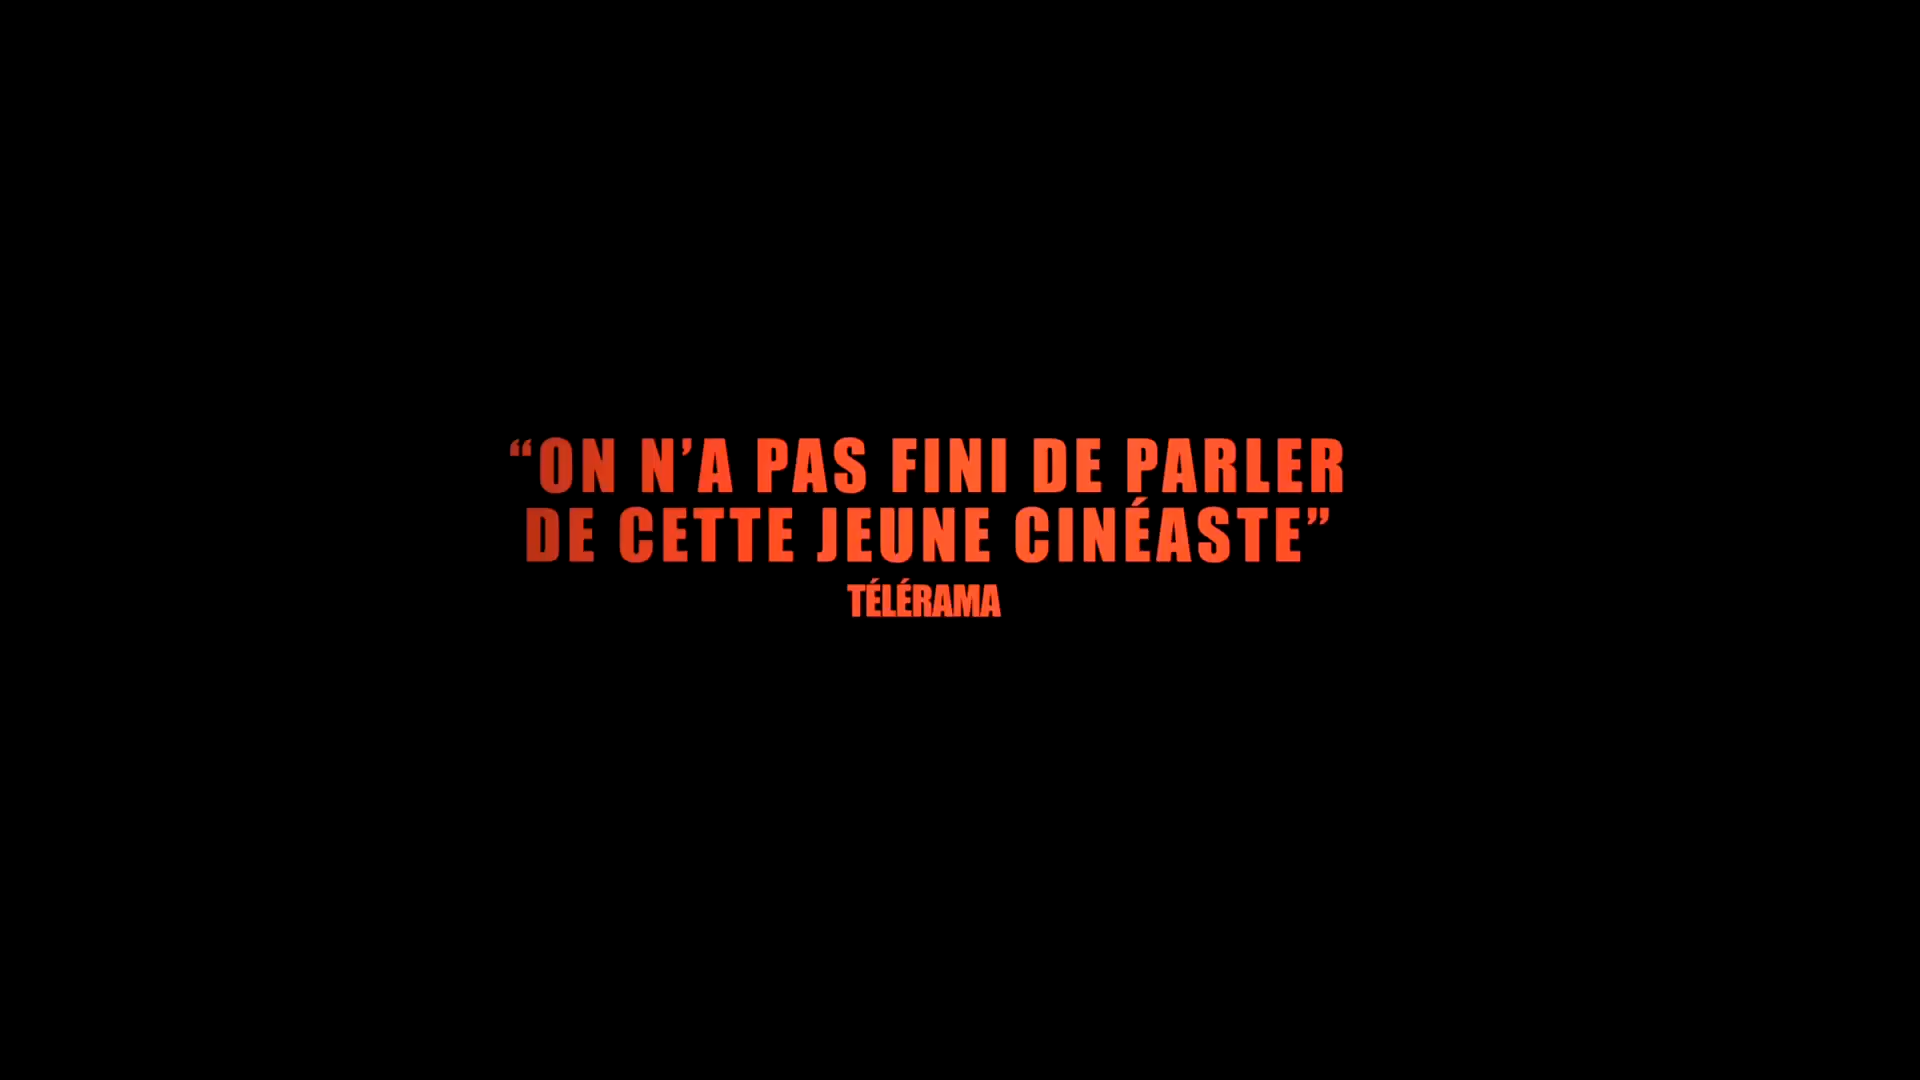 “ON N’A PAS FINI DE PARLER
DE CETTE JEUNE CINÉASTE”
TÉLÉRAMA